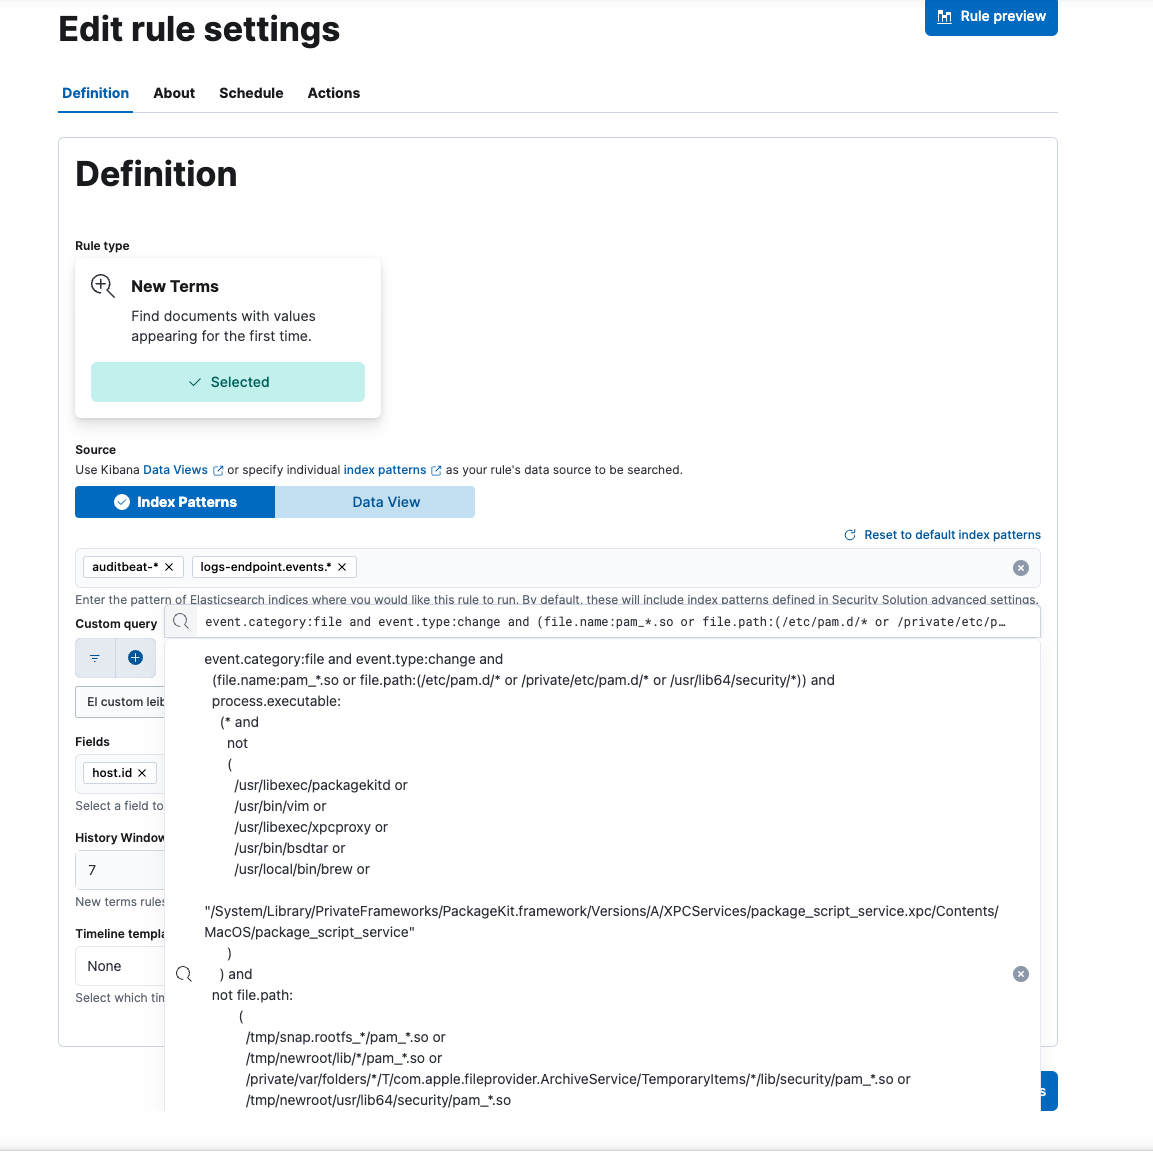 Edit rule settings
Rule preview
Definition About Schedule Actions
Definition
Rule type
New Terms
Find documents with values
appearing for the first time.
Selected
Source
Use Kibana Data Views or specify individual index patterns as your rule's data source to be searched.
Index Patterns Data View
Reset to default index patterns
auditbeat-* logs-endpoint.events.*
Enter the pattern of Elasticsearch indices where you would like this rule to run. By default, these will include index patterns defined in Security Solution advanced settings.
Custom query
event.category:file and event.type:change and (file.name:pam_*.so or file.path:(/etc/pam.d/* or /private/etc/p…
event.category:file and event.type:change and
(file.name:pam_*.so or file.path:(/etc/pam.d/* or /private/etc/pam.d/* or /usr/lib64/security/*)) and
process.executable:
(* and
not
(
/usr/libexec/packagekitd or
/usr/bin/vim or
/usr/libexec/xpcproxy or
/usr/bin/bsdtar or
/usr/local/bin/brew or
"/System/Library/PrivateFrameworks/PackageKit.framework/Versions/A/XPCServices/package_script_service.xpc/Contents/
MacOS/package_script_service"
)
) and
not file.path:
(
/tmp/snap.rootfs_*/pam_*.so or
/tmp/newroot/lib/*/pam_*.so or
/private/var/folders/*/T/com.apple.fileprovider.ArchiveService/TemporaryItems/*/lib/security/pam_*.so or
/tmp/newroot/usr/lib64/security/pam_*.so
El custom leib
Fields
host.id
Select a field to
History Window
7
New terms rules
Timeline templa
None
Select which tim
s